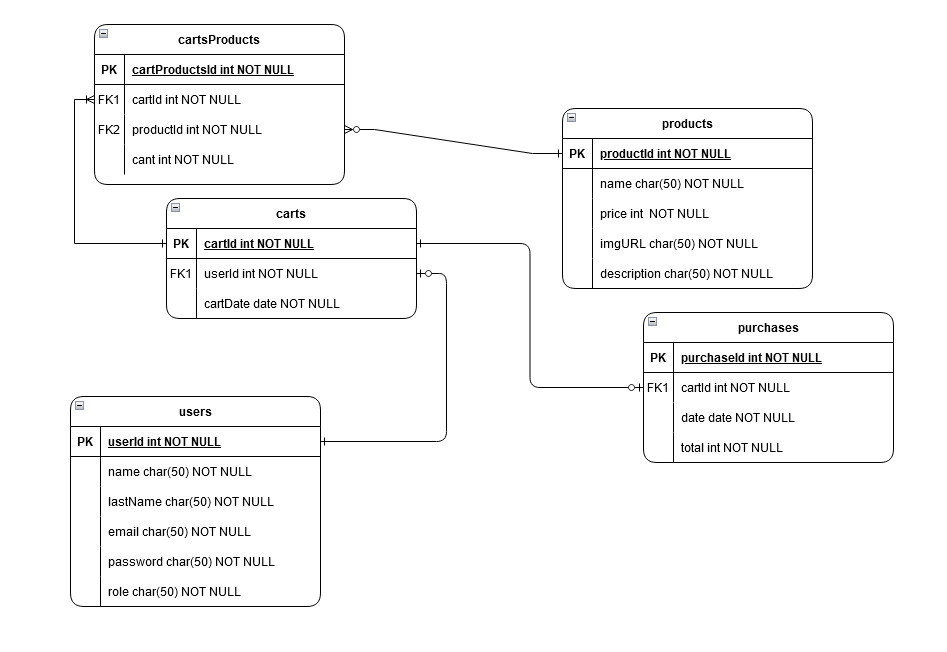 cartsProducts
PK cartProductsId int NOT NULL
FK1 cartId int NOT NULL
FK2 productId int NOT NULL
cant int NOT NULL
products
PK productId int NOT NULL
name char(50) NOT NULL
price int  NOT NULL
imgURL char(50) NOT NULL
description char(50) NOT NULL
carts
PK cartId int NOT NULL
FK1 userId int NOT NULL
cartDate date NOT NULL
purchases
PK purchaseId int NOT NULL
FK1 cartId int NOT NULL
date date NOT NULL
total int NOT NULL
users
PK userId int NOT NULL
name char(50) NOT NULL
lastName char(50) NOT NULL
email char(50) NOT NULL
password char(50) NOT NULL
role char(50) NOT NULL